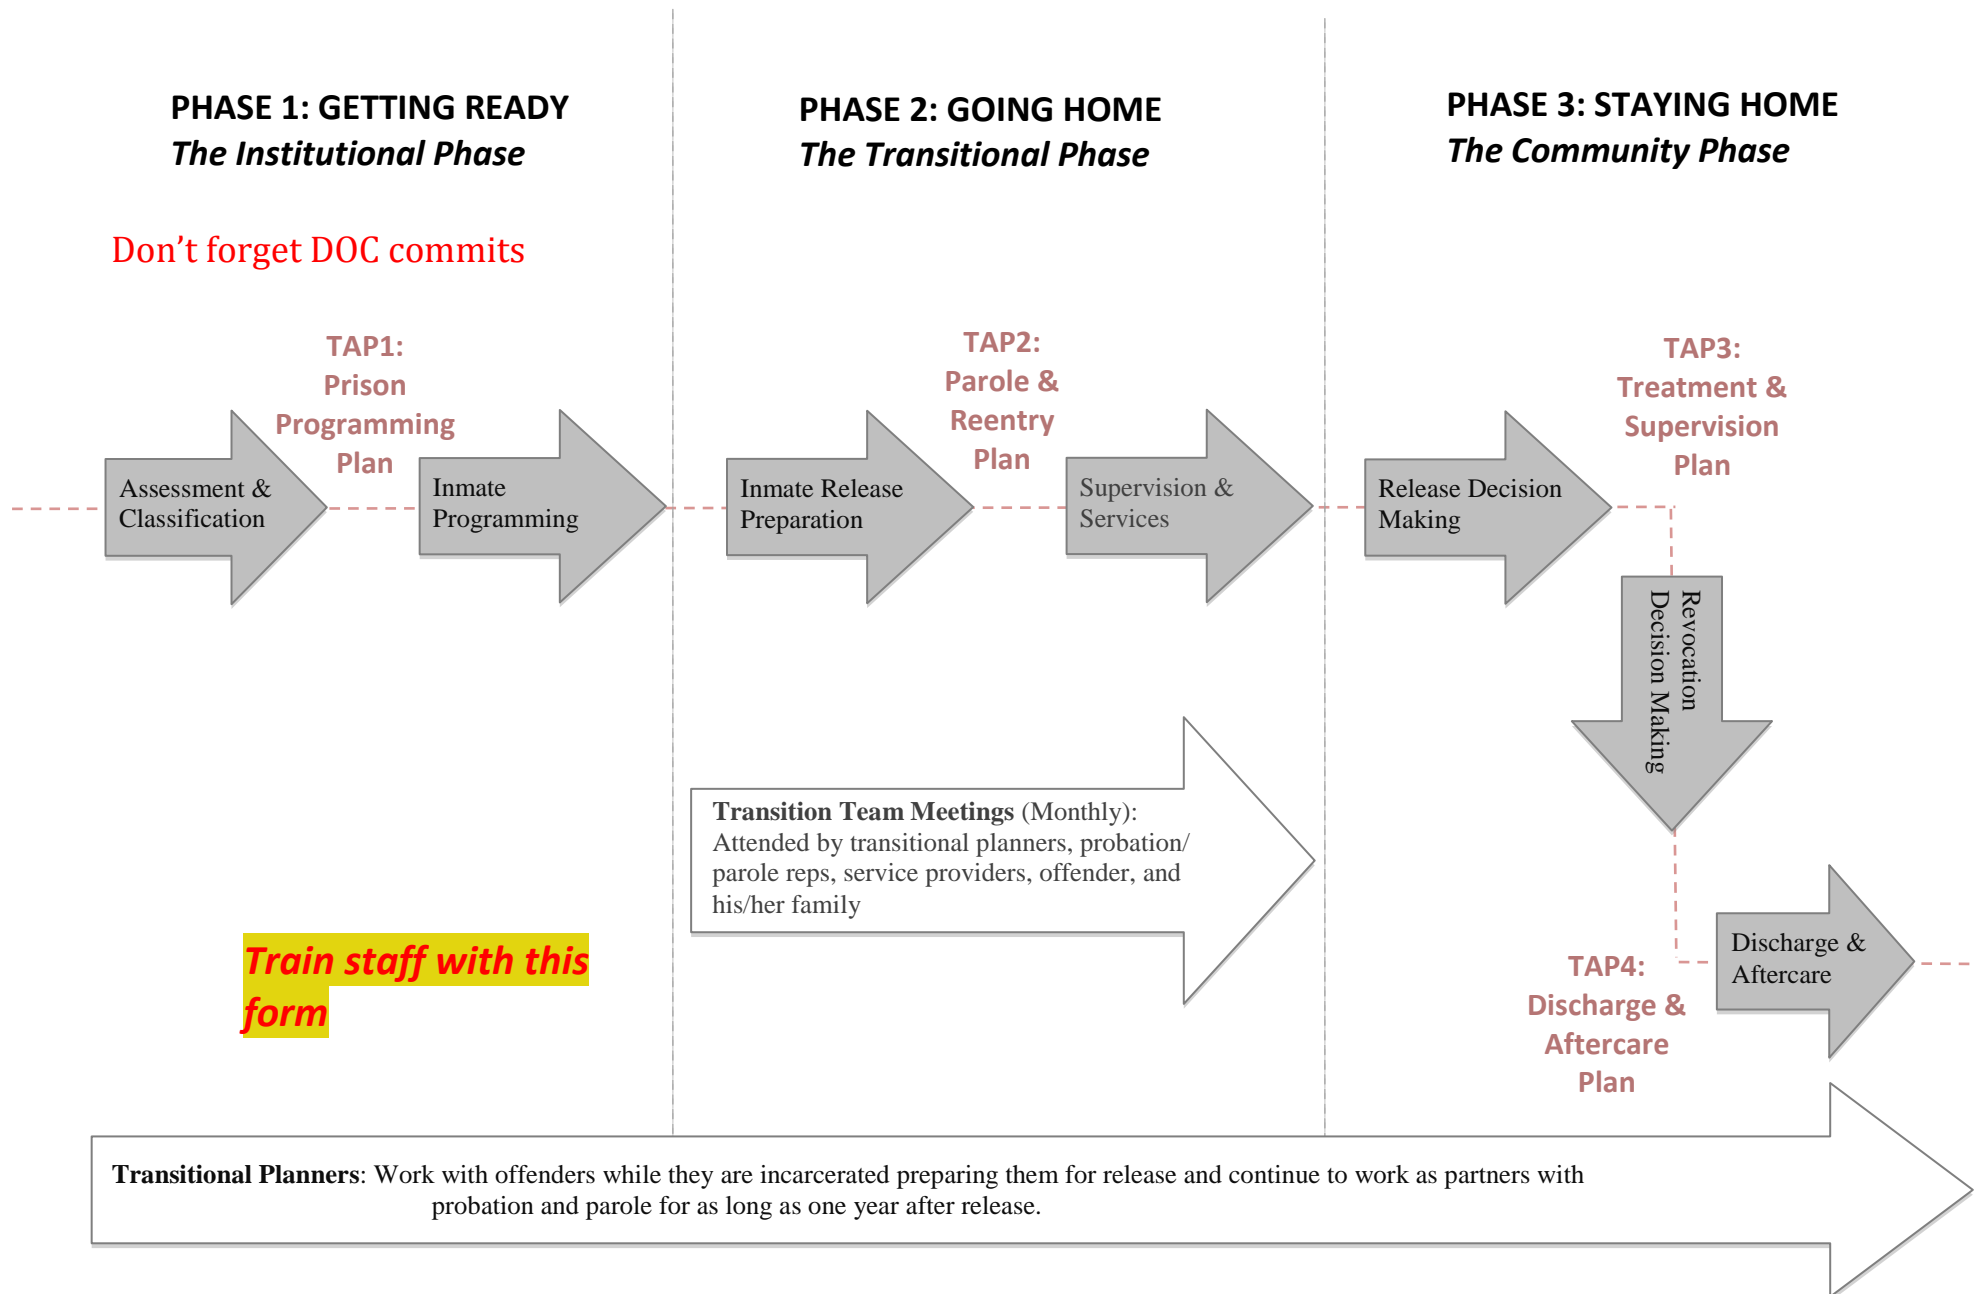 PHASE 1: GETTING READY
The Institutional Phase
PHASE 2: GOING HOME
The Transitional Phase
PHASE 3: STAYING HOME
The Community Phase
Don’t forget DOC commits
TAP1:
Prison
Programming
Plan
TAP2:
Parole &
Reentry
Plan
TAP3:
Treatment &
Supervision
Plan
Assessment &
Classification
Inmate
Programming
Inmate Release
Preparation
Supervision &
Services
Release Decision
Making
Revocation
Decision Making
Transition Team Meetings (Monthly):
Attended by transitional planners, probation/
parole reps, service providers, offender, and
his/her family
Train staff with this
form
TAP4:
Discharge &
Aftercare
Plan
Discharge &
Aftercare
Transitional Planners: Work with offenders while they are incarcerated preparing them for release and continue to work as partners with
probation and parole for as long as one year after release.